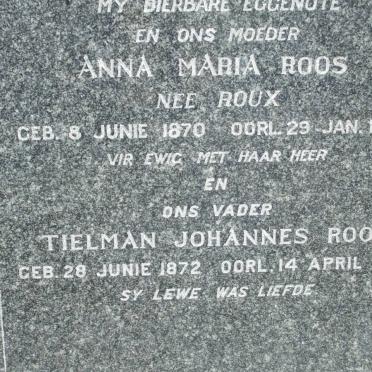 MY DIERBARE EGGENOTE
EN ONS MOEDER
ANNA MARIA ROOS
NEE ROUX
GEB. 8 JUNIE 1870 OORL. 29 JAN. 1
VIR EWIG MET HAAR HEER
EN
ONS VADER
TIELMAN JOHANNES ROO
GEB. 28 JUNIE 1872 OORL. 14 APRIL
SY LEWE WAS LIEFDE